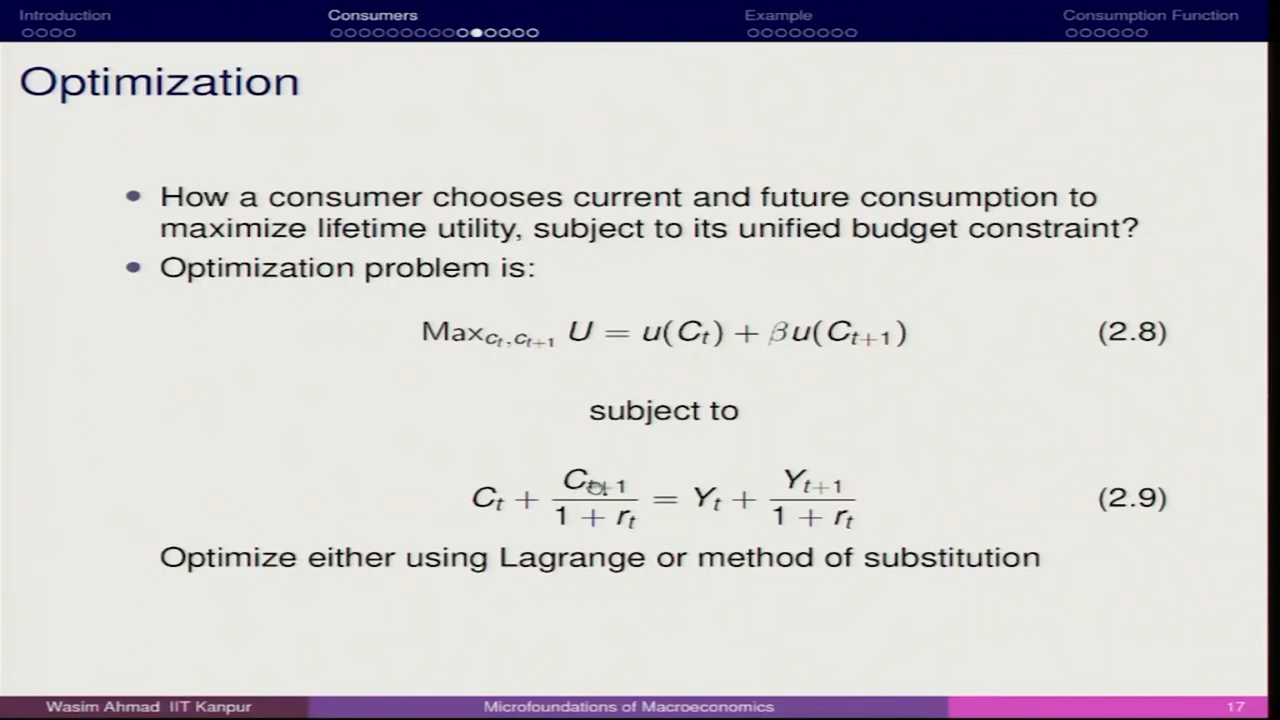 Introduction Consumers Example Consumption Function
Optimization
How a consumer chooses current and future consumption to
maximize lifetime utility, subject to its unified budget constraint?
Optimization problem is:
Max_{c_t,c_{t+1}} U = u(C_t) + βu(C_{t+1}) (2.8)
subject to
C_t + \frac{C_{t+1}}{1 + r_t} = Y_t + \frac{Y_{t+1}}{1 + r_t} (2.9)
Optimize either using Lagrange or method of substitution
Wasim Ahmad IIT Kanpur Microfoundations of Macroeconomics 17